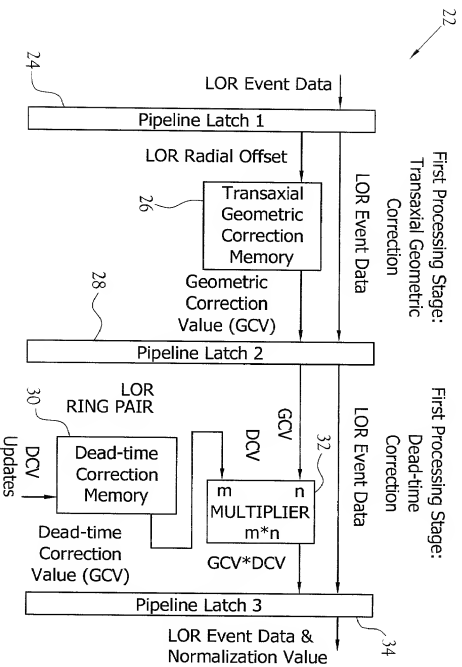 22
First Processing Stage:
Transaxial Geometric
Correction
First Processing Stage:
Dead-time
Correction
LOR Event Data
24
Pipeline Latch 1
LOR Event Data
LOR Radial Offset
26
Transaxial
Geometric
Correction
Memory
Geometric
Correction
Value (GCV)
28
Pipeline Latch 2
LOR Event Data
GCV
DCV
LOR
RING PAIR
30
Dead-time
Correction
Memory
DCV
Updates
Dead-time
Correction
Value (GCV)
32
m
n
MULTIPLIER
m*n
GCV*DCV
Pipeline Latch 3
34
LOR Event Data &
Normalization Value